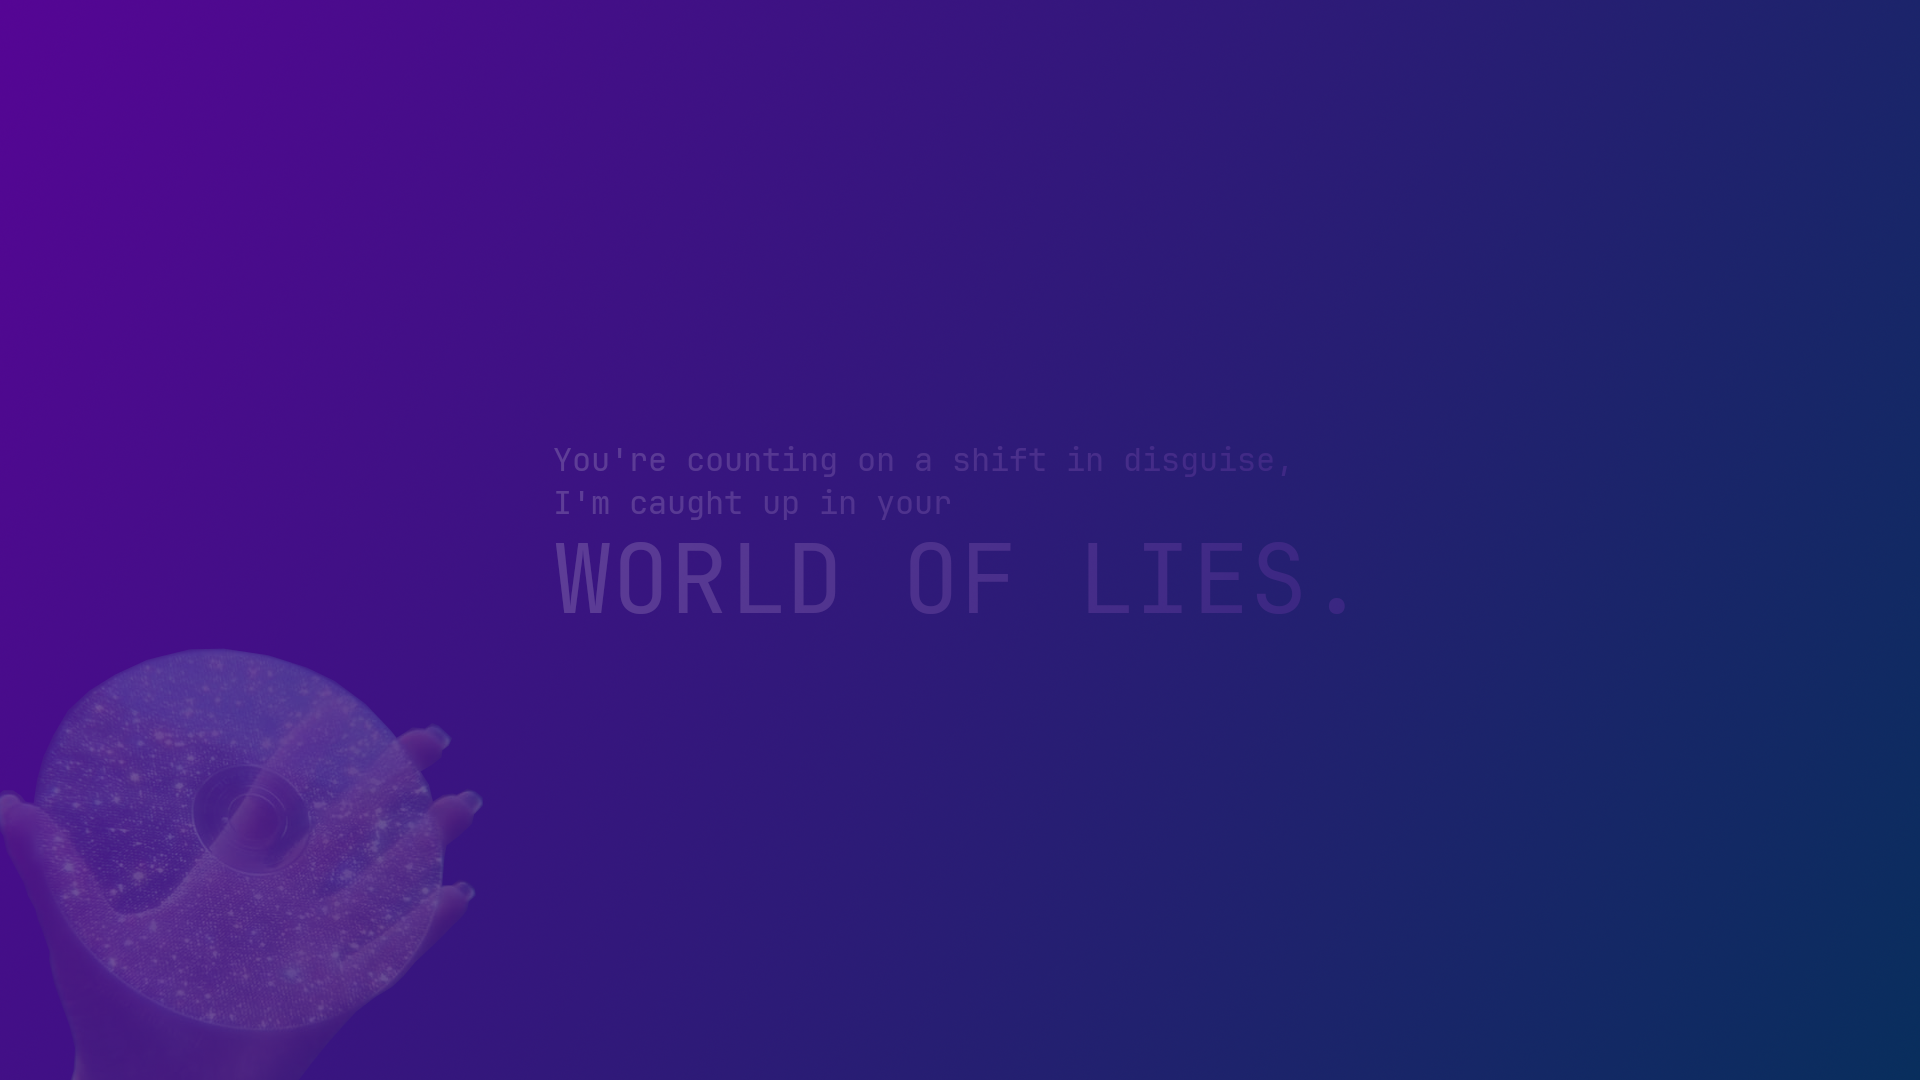 You're counting on a shift in disguise,
I'm caught up in your
WORLD OF LIES.